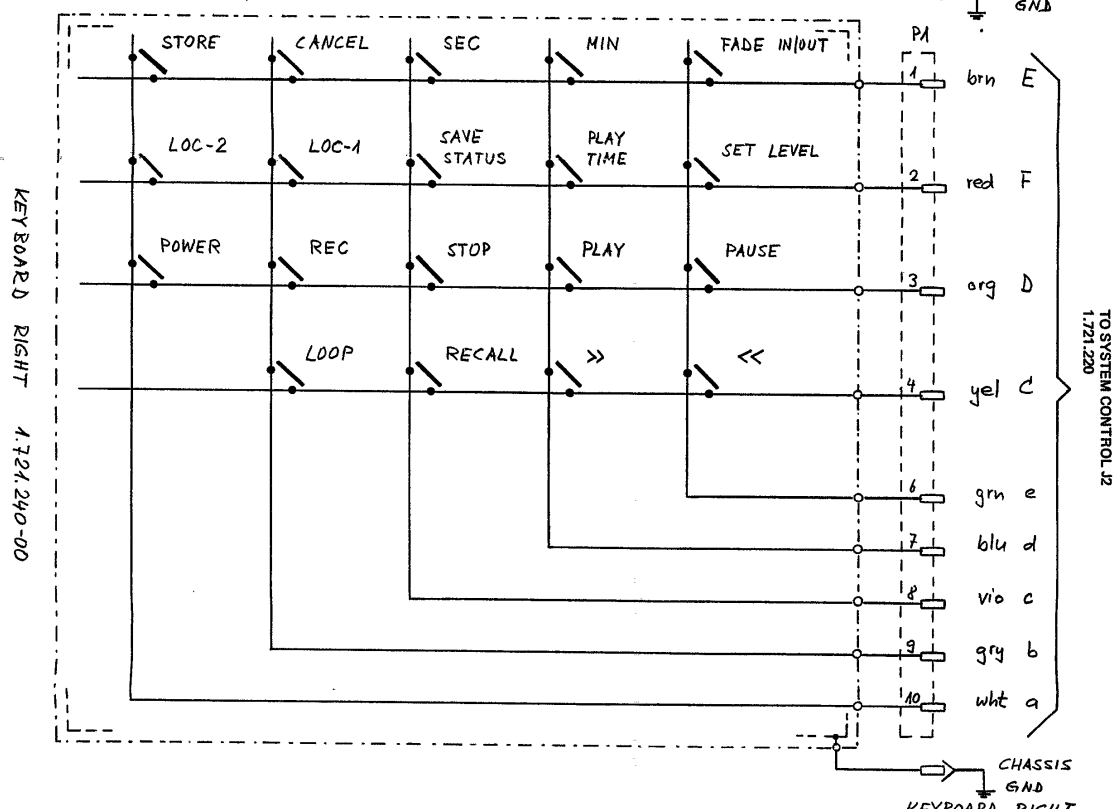 GND
P1
STORE CANCEL SEC MIN FADE IN/OUT
1 brn E
LOC-2 LOC-1 SAVE STATUS PLAY TIME SET LEVEL
2 red F
POWER REC STOP PLAY PAUSE
3 org D
LOOP RECALL >> <<
4 yel C
6 grn e
7 blu d
8 vio c
9 gry b
10 wht a
KEYBOARD RIGHT 1.721.240-00
TO SYSTEM CONTROL J2
1.721.220
CHASSIS
GND
KEYBOARD RIGHT